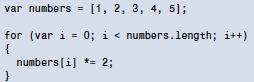 var numbers = [1, 2, 3, 4, 5];
for (var i = 0; i < numbers.length; i++)
{
  numbers[i] *= 2;
}